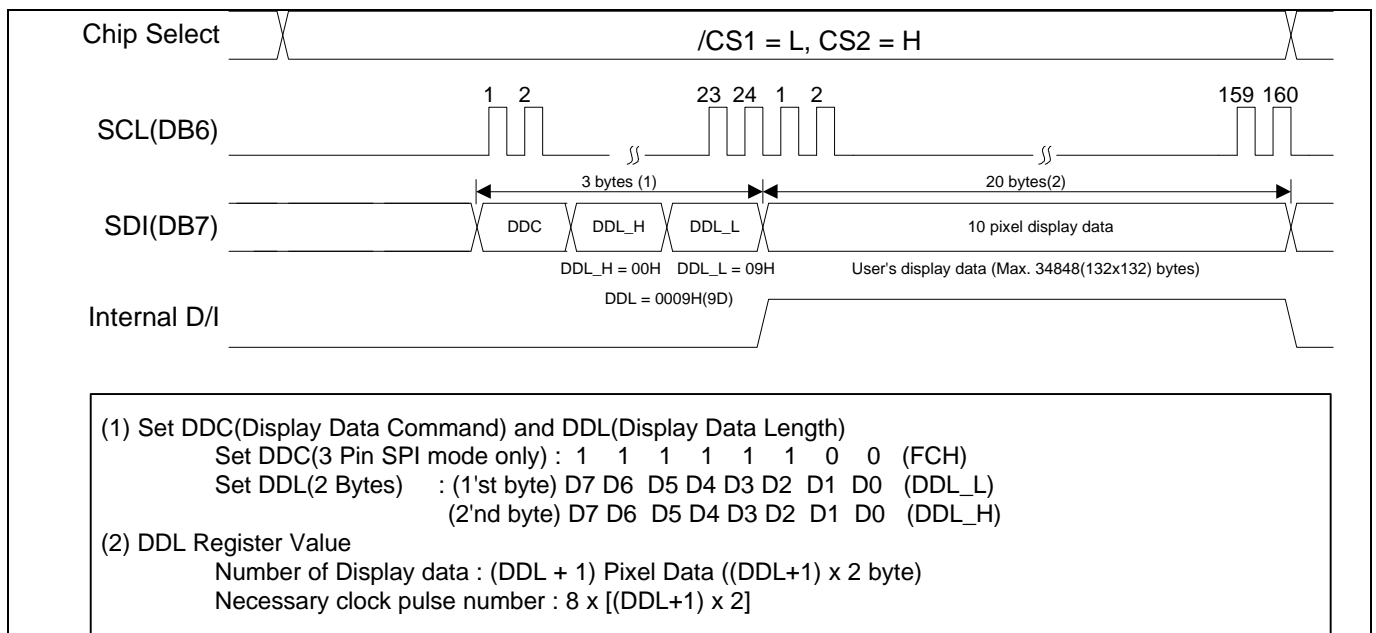 Chip Select
/CS1 = L, CS2 = H
1 2 23 24 1 2 159 160
SCL(DB6)
3 bytes (1) 20 bytes(2)
SDI(DB7)
DDC DDL_H DDL_L 10 pixel display data
DDL_H = 00H DDL_L = 09H User's display data (Max. 34848(132x132) bytes)
DDL = 0009H(9D)
Internal D/I
(1) Set DDC(Display Data Command) and DDL(Display Data Length)
Set DDC(3 Pin SPI mode only) : 1 1 1 1 1 1 0 0 (FCH)
Set DDL(2 Bytes) : (1'st byte) D7 D6 D5 D4 D3 D2 D1 D0 (DDL_L)
(2'nd byte) D7 D6 D5 D4 D3 D2 D1 D0 (DDL_H)
(2) DDL Register Value
Number of Display data : (DDL + 1) Pixel Data ((DDL+1) x 2 byte)
Necessary clock pulse number : 8 x [(DDL+1) x 2]